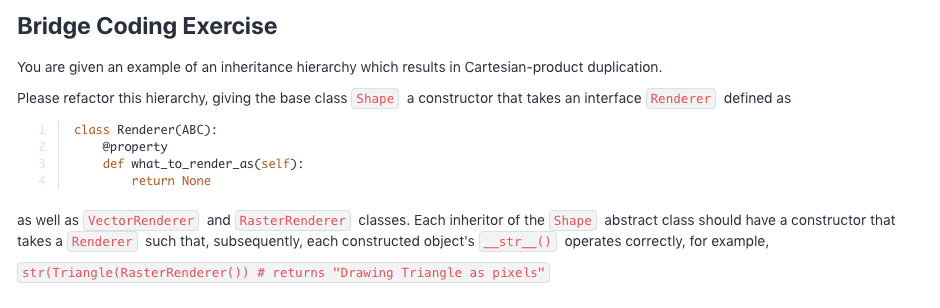 Bridge Coding Exercise
You are given an example of an inheritance hierarchy which results in Cartesian-product duplication.
Please refactor this hierarchy, giving the base class Shape a constructor that takes an interface Renderer defined as
1 class Renderer(ABC):
2     @property
3     def what_to_render_as(self):
4         return None
as well as VectorRenderer and RasterRenderer classes. Each inheritor of the Shape abstract class should have a constructor that
takes a Renderer such that, subsequently, each constructed object's __str__() operates correctly, for example,
str(Triangle(RasterRenderer()) # returns "Drawing Triangle as pixels"